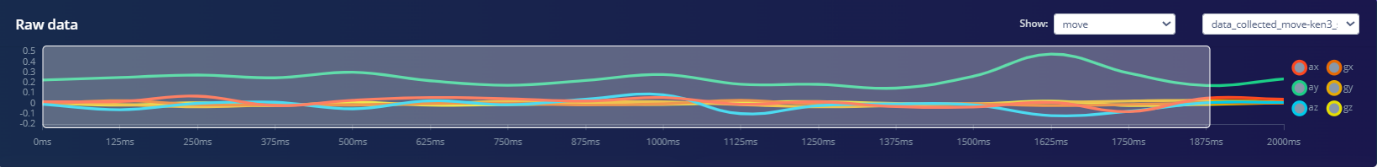 Raw data
Show: move data_collected_move-ken3_
0.5
0.4
0.3
0.2
0.1
0
-0.1
-0.2
0ms 125ms 250ms 375ms 500ms 625ms 750ms 875ms 1000ms 1125ms 1250ms 1375ms 1500ms 1625ms 1750ms 1875ms 2000ms
ax gx
ay gy
az gz